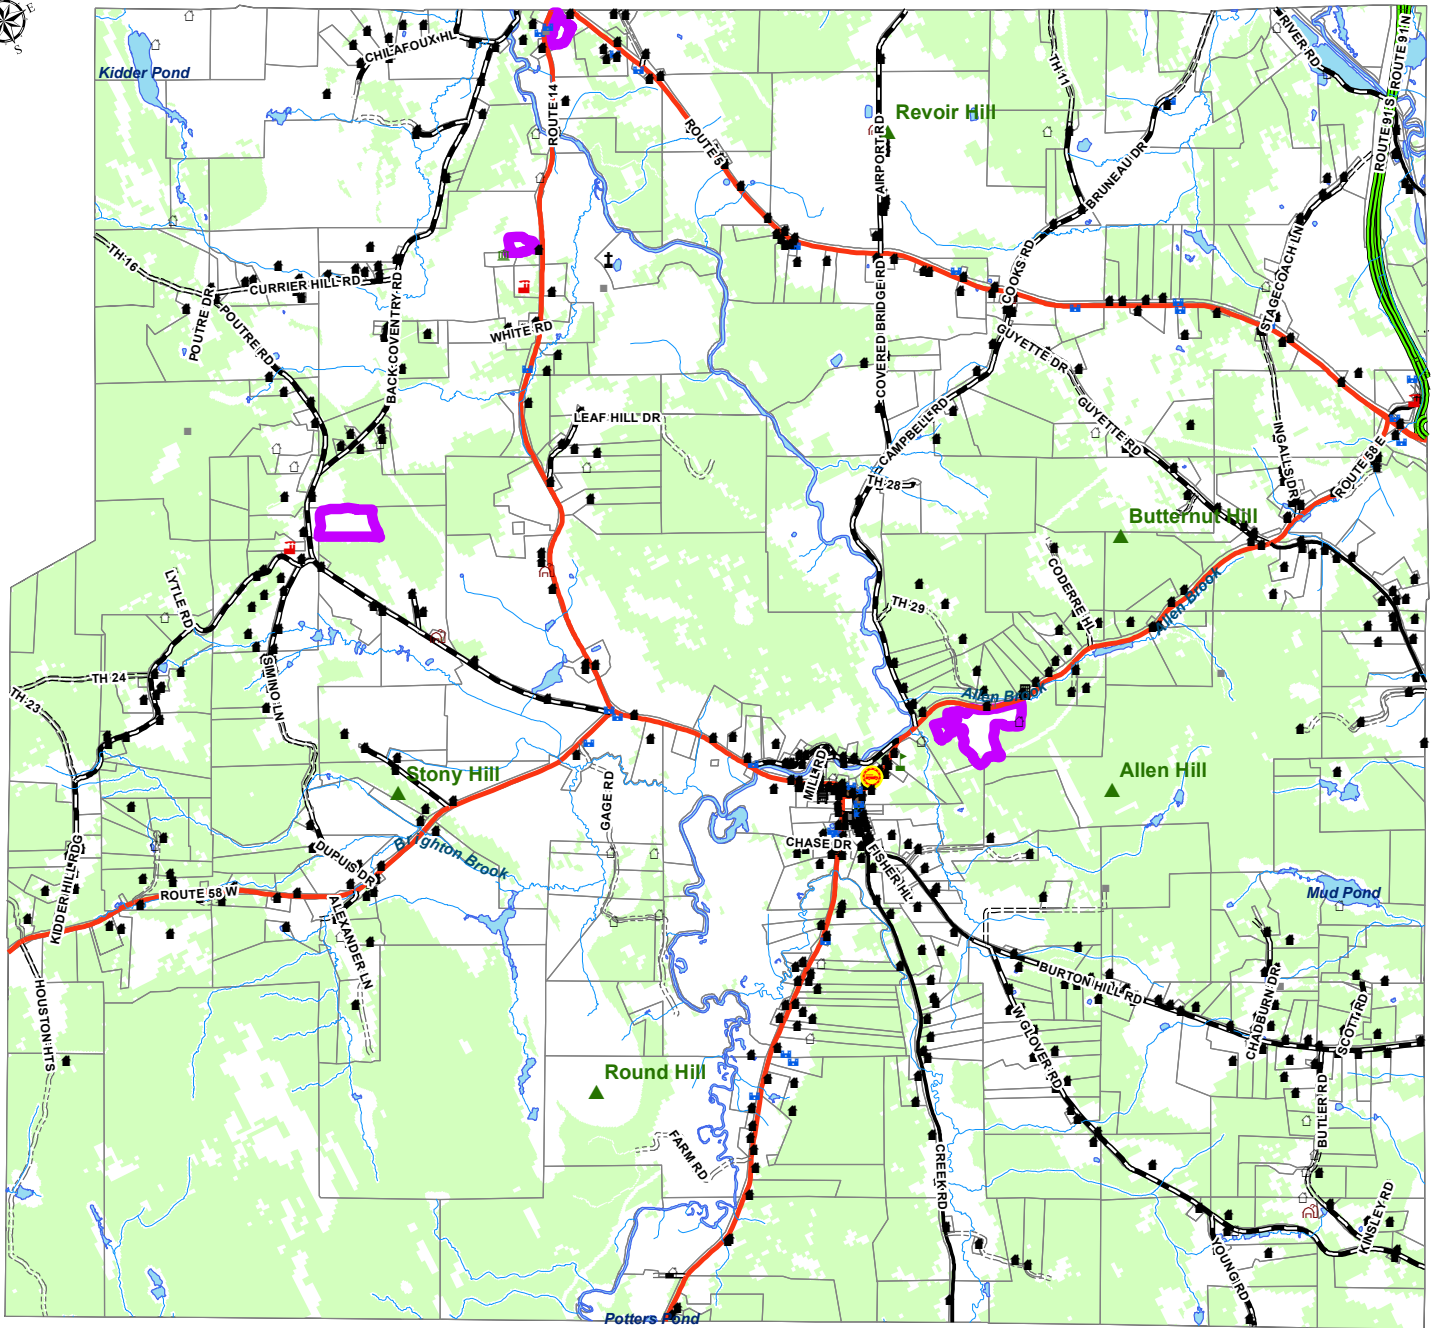 E
S
CHILAFOUX HL
Kidder Pond
ROUTE 14
ROUTE 5
TH 11
RIVER RD
ROUTE 91 N
ROUTE 91 S
Revoir Hill
AIRPORT RD
BRUNEAU DR
TH 16
CURRIER HILL RD
POUTRE DR
POUTRE RD
BACK COVENTRY RD
WHITE RD
COVERED BRIDGE RD
COOKS RD
STAGECOACH LN
GUYETTE DR
GUYETTE RD
LEAF HILL DR
CAMPBELL RD
TH 28
INGALLS DR
ROUTE 58 E
Butternut Hill
CODERRE HL
Allen Brook
LYTLE RD
TH 29
SIMINO LN
TH 24
TH 23
Allen Brook
Stony Hill
GAGE RD
MILL RD
Allen Hill
CHASE DR
FISHER HL
Brighton Brook
DUPUIS DR
KIDDER HILL RDG
ROUTE 58 W
ALEXANDER LN
Mud Pond
HOUSTON HTS
BURTON HILL RD
W GLOVER RD
CHADBURN DR
SCOTT RD
Round Hill
BUTLER RD
FARM RD
CREEK RD
KINSLEY RD
YOUNG RD
Potters Pond